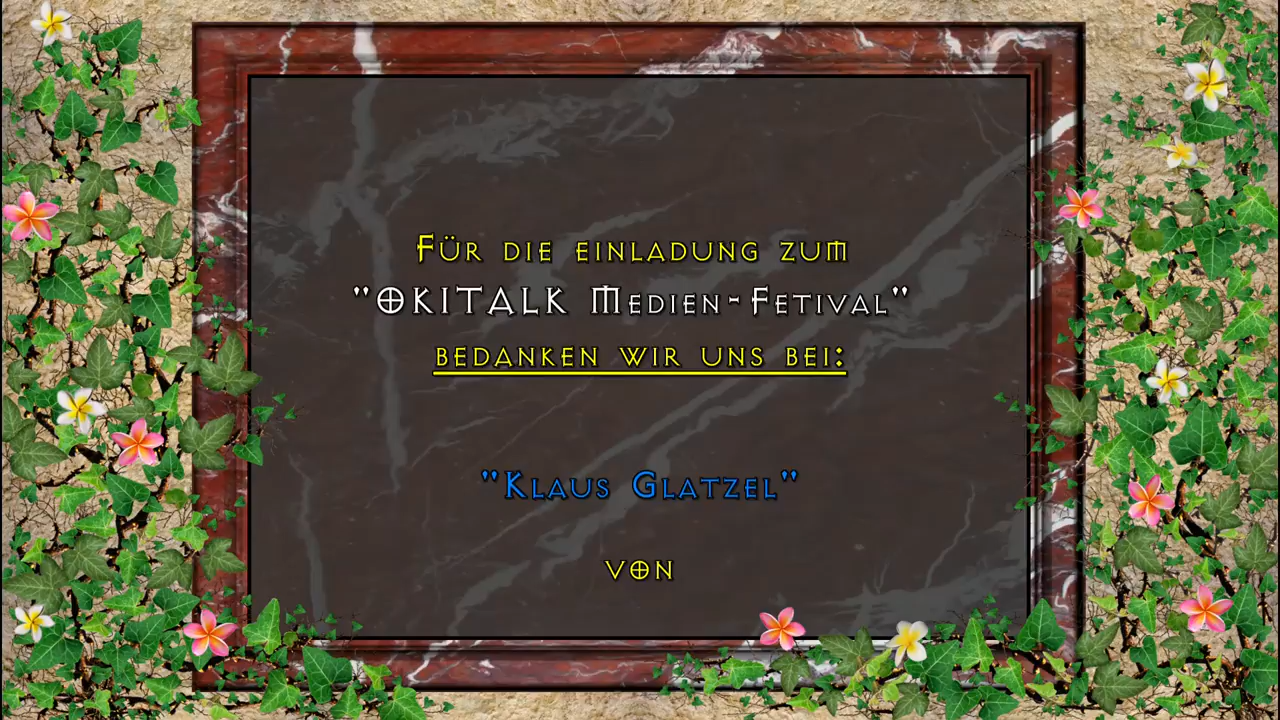 Für die einladung zum
"OKITALK Medien-Fetival"
bedanken wir uns bei:
"Klaus Glatzel"
von